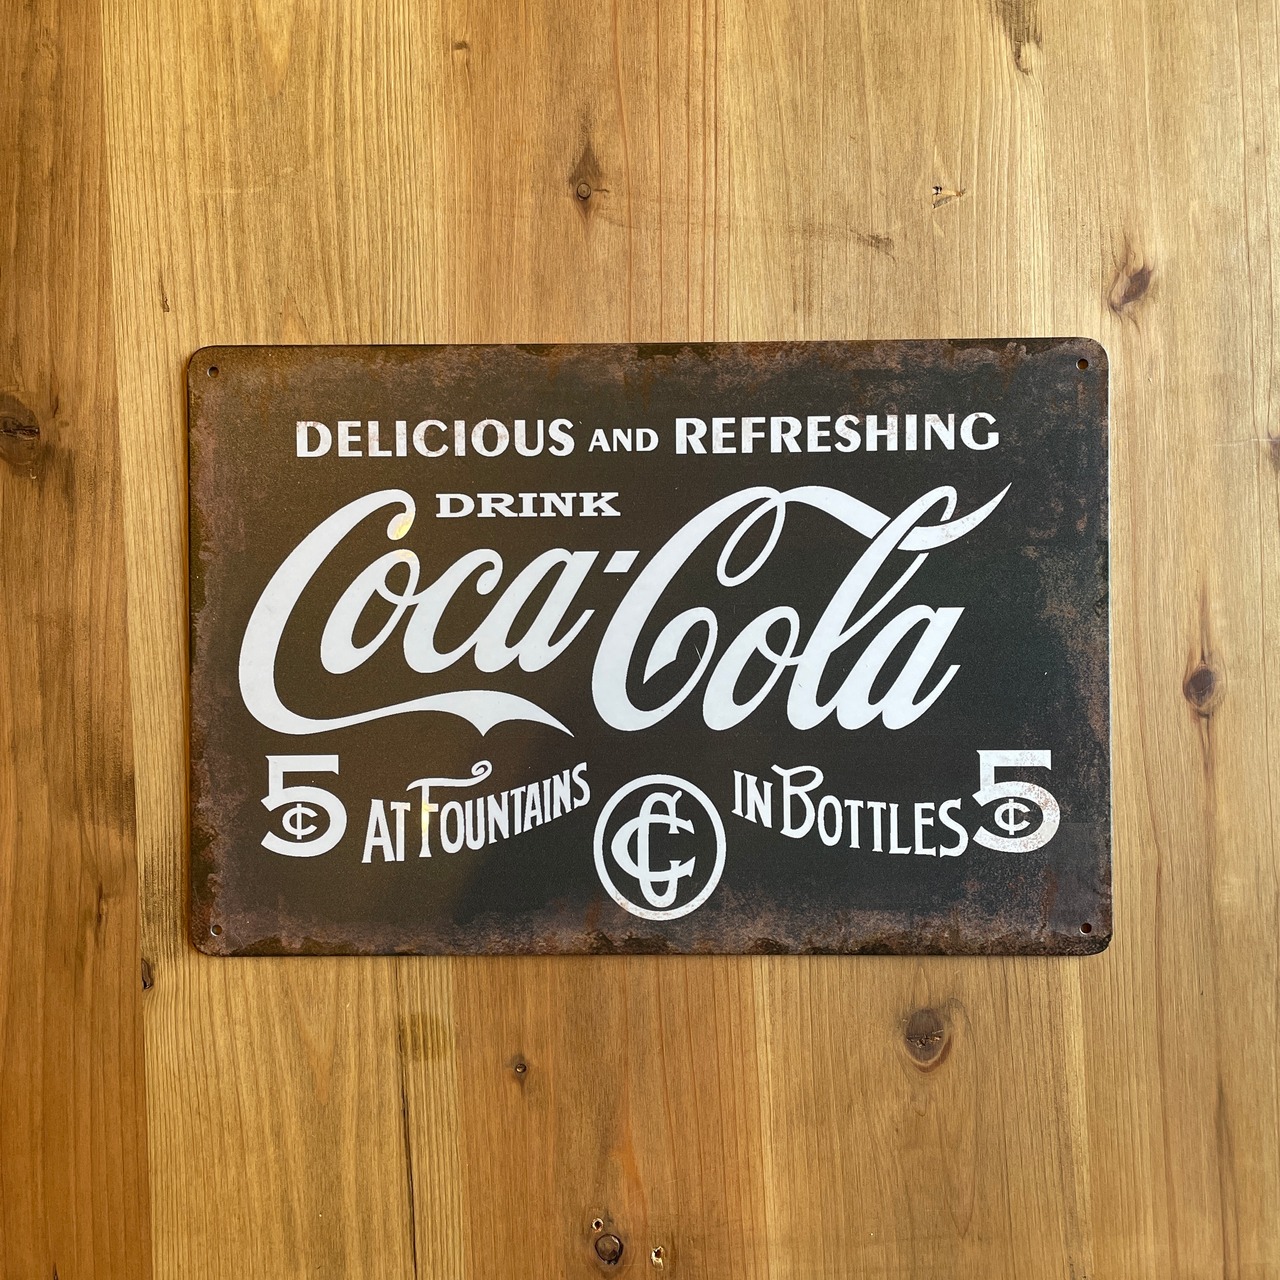 DELICIOUS AND REFRESHING
DRINK
Coca-Cola
5¢ AT FOUNTAINS CC IN BOTTLES 5¢